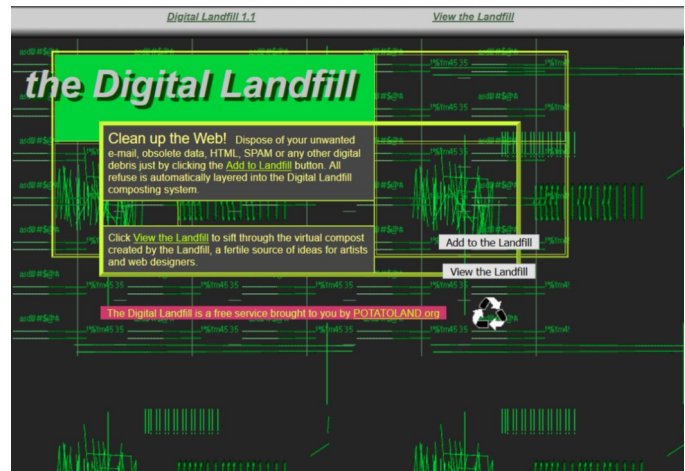 Digital Landfill 1.1 View the Landfill
the Digital Landfill
Clean up the Web! Dispose of your unwanted
e-mail, obsolete data, HTML, SPAM or any other digital
debris just by clicking the Add to Landfill button. All
refuse is automatically layered into the Digital Landfill
composting system.
Click View the Landfill to sift through the virtual compost
created by the Landfill, a fertile source of ideas for artists
and web designers.
Add to the Landfill
View the Landfill
The Digital Landfill is a free service brought to you by POTATOLAND.org